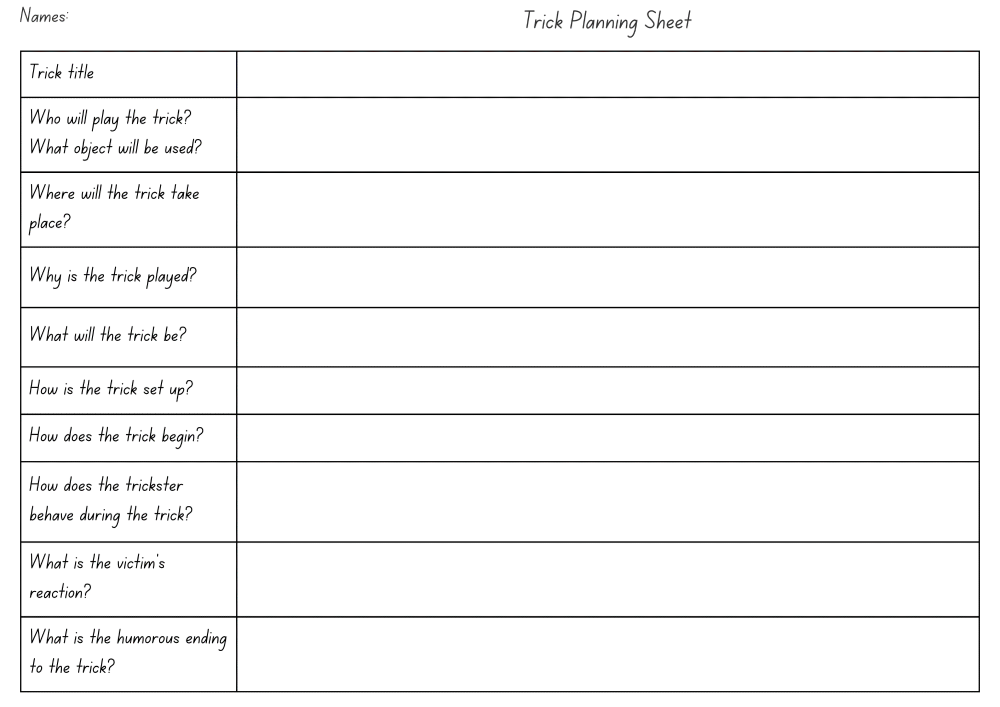 Names:
Trick Planning Sheet
Trick title
Who will play the trick?
What object will be used?
Where will the trick take
place?
Why is the trick played?
What will the trick be?
How is the trick set up?
How does the trick begin?
How does the trickster
behave during the trick?
What is the victim's
reaction?
What is the humorous ending
to the trick?